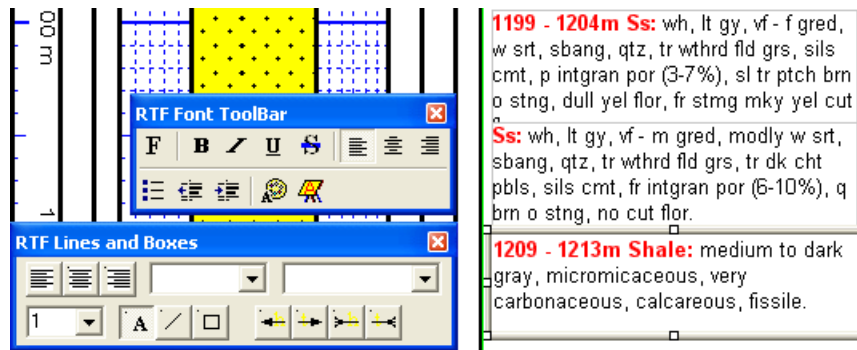 00 m
1
RTF Font ToolBar
F B I U S
A A
RTF Lines and Boxes
1 A
1199 - 1204m Ss: wh, lt gy, vf - f gred,
w srt, sbang, qtz, tr wthrd fld grs, sils
cmt, p intgran por (3-7%), sl tr ptch brn
o stng, dull yel flor, fr stmg mky yel cut
Ss: wh, lt gy, vf - m gred, modly w srt,
sbang, qtz, tr wthrd fld grs, tr dk cht
pbls, sils cmt, fr intgran por (6-10%), q
brn o stng, no cut flor.
1209 - 1213m Shale: medium to dark
gray, micromicaceous, very
carbonaceous, calcareous, fissile.